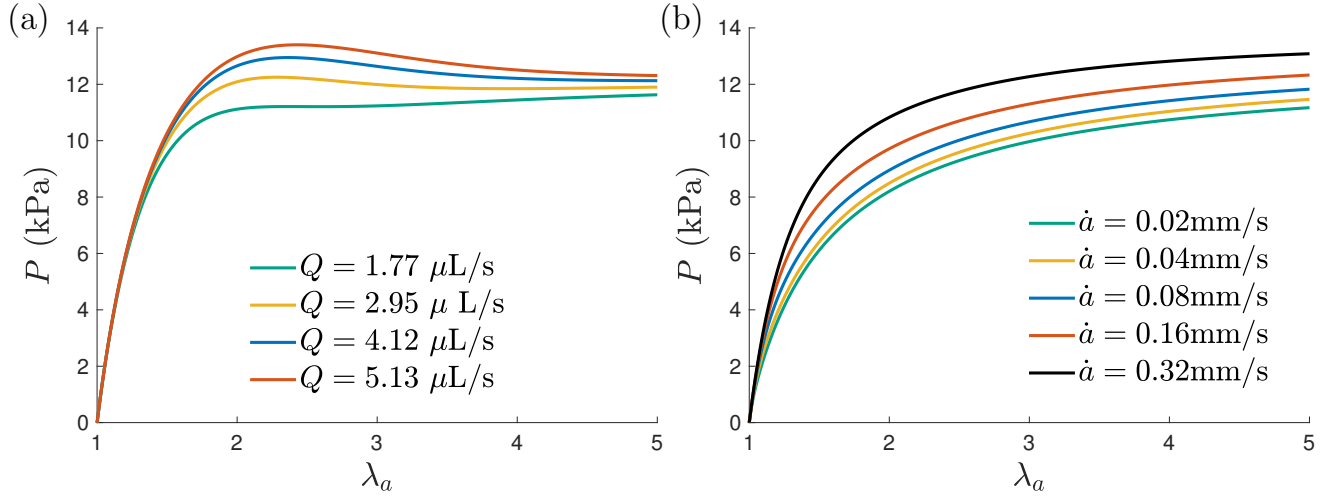 (a)
14
12
10
8
6
4
2
0
P (kPa)
Q = 1.77 μL/s
Q = 2.95 μ L/s
Q = 4.12 μL/s
Q = 5.13 μL/s
1 2 3 4 5
λₐ
(b)
14
12
10
8
6
4
2
0
P (kPa)
ȧ = 0.02mm/s
ȧ = 0.04mm/s
ȧ = 0.08mm/s
ȧ = 0.16mm/s
ȧ = 0.32mm/s
1 2 3 4 5
λₐ